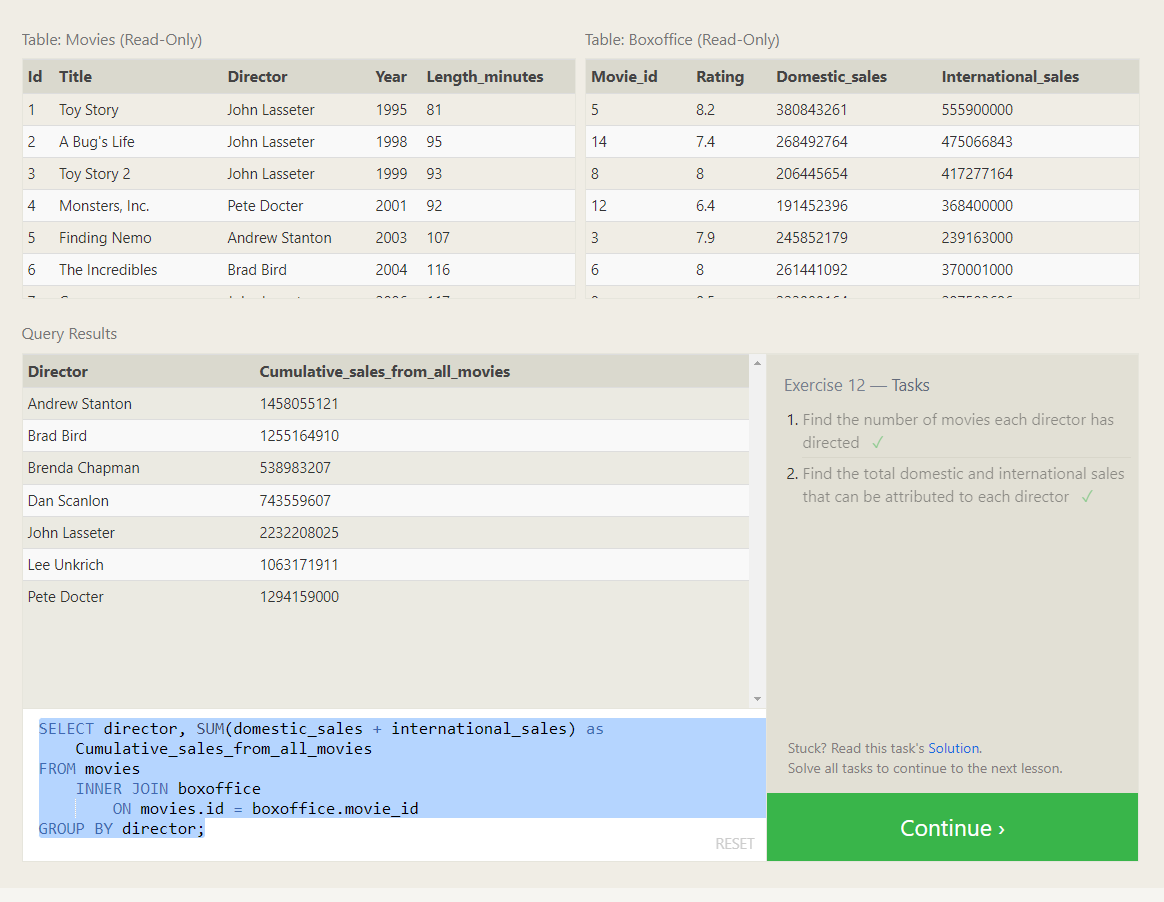 Table: Movies (Read-Only)
Id Title Director Year Length_minutes
1 Toy Story John Lasseter 1995 81
2 A Bug's Life John Lasseter 1998 95
3 Toy Story 2 John Lasseter 1999 93
4 Monsters, Inc. Pete Docter 2001 92
5 Finding Nemo Andrew Stanton 2003 107
6 The Incredibles Brad Bird 2004 116
Table: Boxoffice (Read-Only)
Movie_id Rating Domestic_sales International_sales
5 8.2 380843261 555900000
14 7.4 268492764 475066843
8 8 206445654 417277164
12 6.4 191452396 368400000
3 7.9 245852179 239163000
6 8 261441092 370001000
Query Results
Director Cumulative_sales_from_all_movies
Andrew Stanton 1458055121
Brad Bird 1255164910
Brenda Chapman 538983207
Dan Scanlon 743559607
John Lasseter 2232208025
Lee Unkrich 1063171911
Pete Docter 1294159000
SELECT director, SUM(domestic_sales + international_sales) as
Cumulative_sales_from_all_movies
FROM movies
INNER JOIN boxoffice
ON movies.id = boxoffice.movie_id
GROUP BY director;
RESET
Exercise 12 — Tasks
1. Find the number of movies each director has
directed ✓
2. Find the total domestic and international sales
that can be attributed to each director ✓
Stuck? Read this task's Solution.
Solve all tasks to continue to the next lesson.
Continue ›